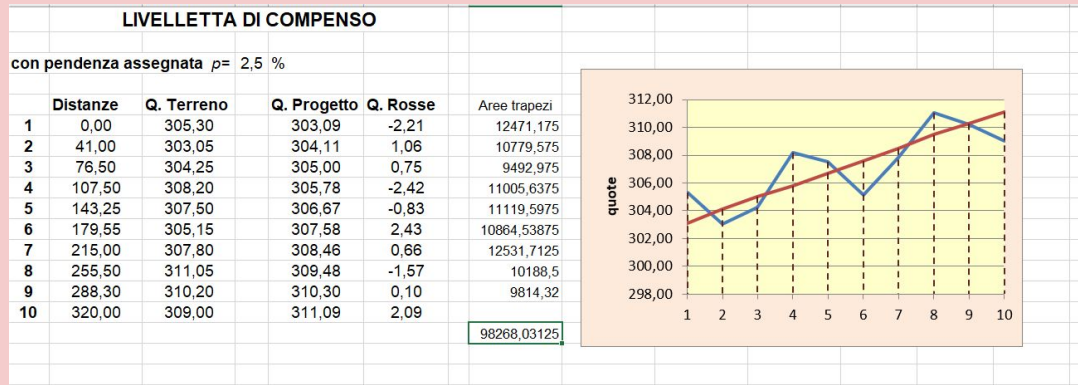 LIVELLETTA DI COMPENSO
con pendenza assegnata p= 2,5 %
Distanze Q. Terreno Q. Progetto Q. Rosse Aree trapezi
1 0,00 305,30 303,09 -2,21 12471,175
2 41,00 303,05 304,11 1,06 10779,575
3 76,50 304,25 305,00 0,75 9492,975
4 107,50 308,20 305,78 -2,42 11005,6375
5 143,25 307,50 306,67 -0,83 11119,5975
6 179,55 305,15 307,58 2,43 10864,53875
7 215,00 307,80 308,46 0,66 12531,7125
8 255,50 311,05 309,48 -1,57 10188,5
9 288,30 310,20 310,30 0,10 9814,32
10 320,00 309,00 311,09 2,09
98268,03125
quote
312,00
310,00
308,00
306,00
304,00
302,00
300,00
298,00
1 2 3 4 5 6 7 8 9 10